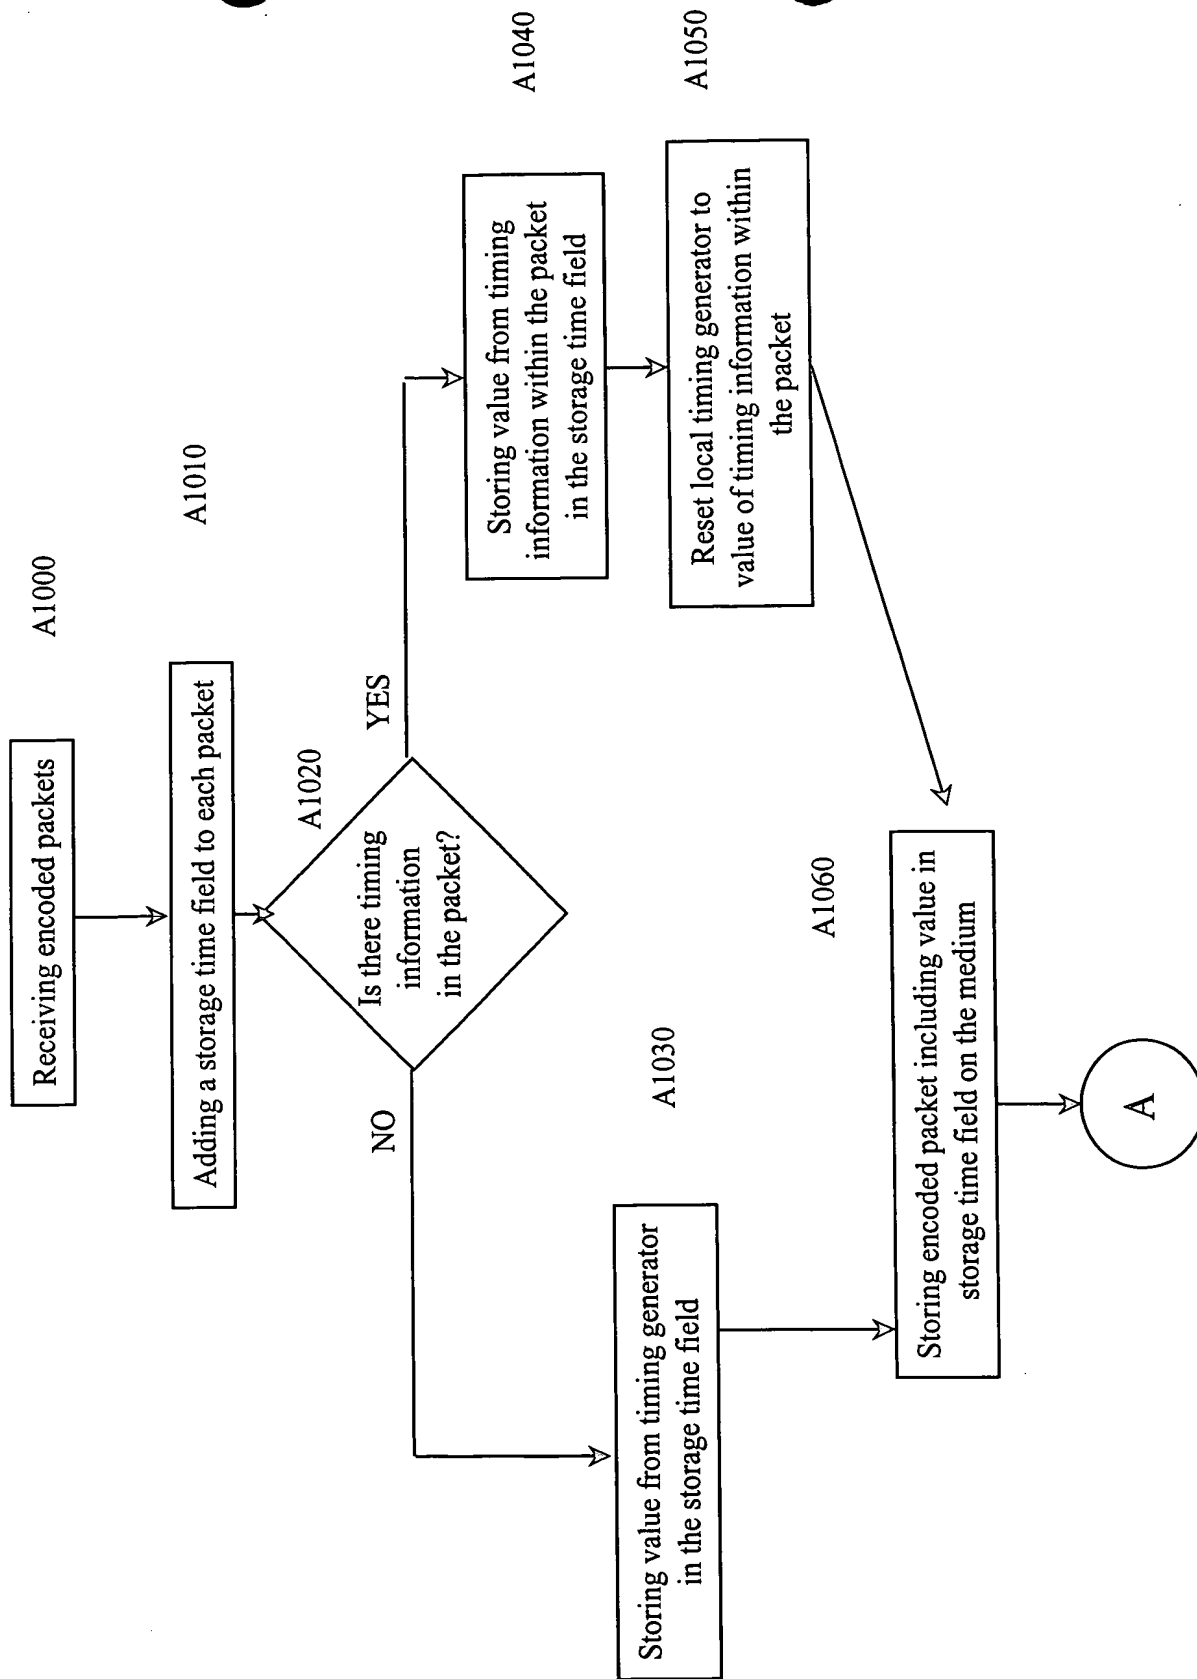 A1000
Receiving encoded packets
A1010
Adding a storage time field to each packet
A1020
Is there timing
information
in the packet?
YES
NO
A1040
Storing value from timing
information within the packet
in the storage time field
A1050
Reset local timing generator to
value of timing information within
the packet
A1030
Storing value from timing generator
in the storage time field
A1060
Storing encoded packet including value in
storage time field on the medium
A